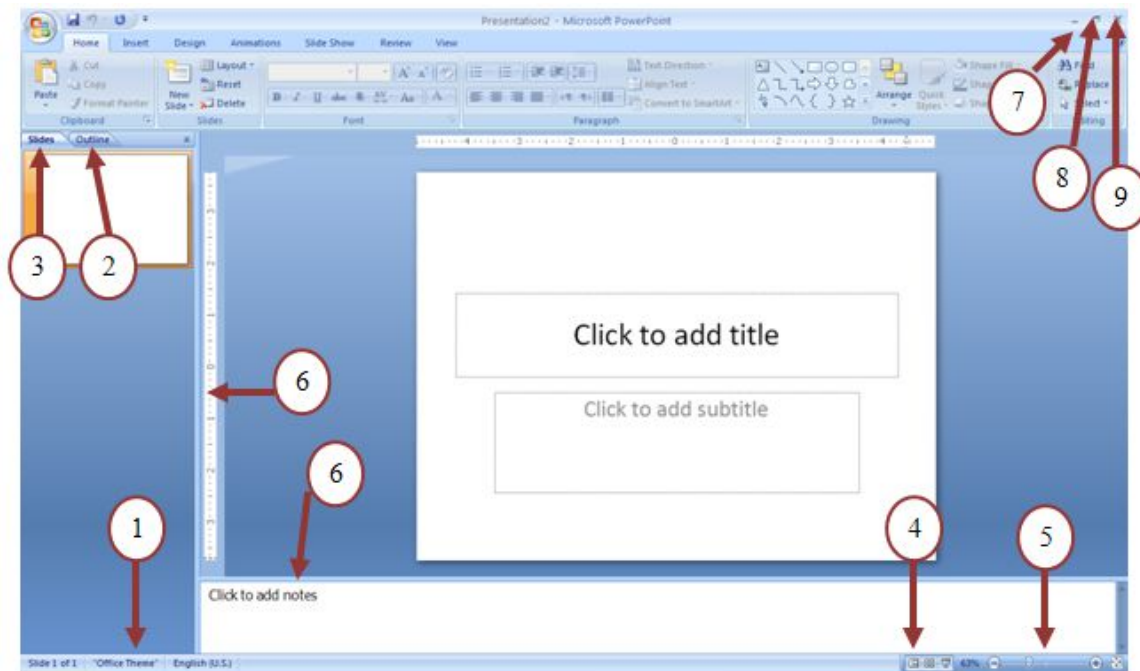 Presentation2 - Microsoft PowerPoint
Home Insert Design Animations Slide Show Review View
Paste
Cut
Copy
Format Painter
Clipboard
New Slide
Layout
Reset
Delete
Slides
Font
Text Direction
Align Text
Convert to SmartArt
Paragraph
Arrange
Quick Styles
Shape Fill
Drawing
Find
Replace
Select
Editing
7
8
9
Slides Outline
3
2
Click to add title
Click to add subtitle
6
6
1
4
5
Click to add notes
Slide 1 of 1 "Office Theme" English (U.S.) 63%